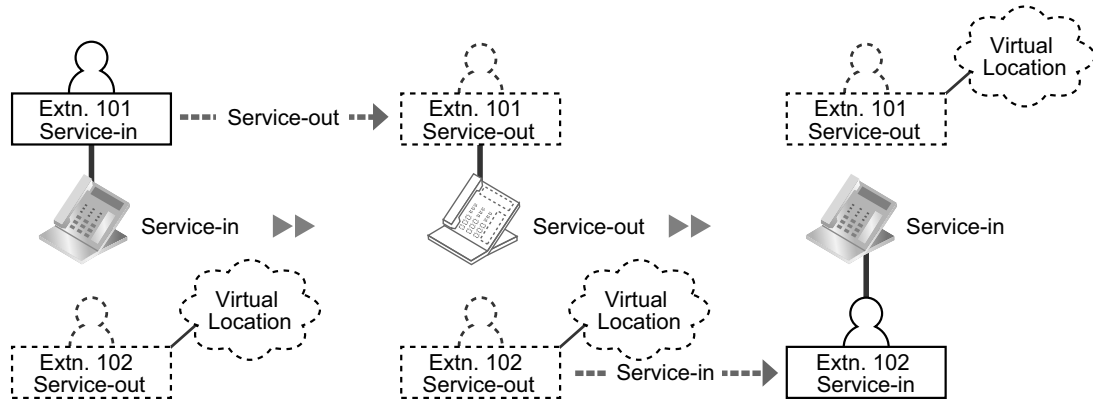 Extn. 101
Service-in
Service-out
Extn. 101
Service-out
Extn. 101
Service-out
Virtual
Location
Service-in
Service-out
Service-in
Extn. 102
Service-out
Virtual
Location
Extn. 102
Service-out
Virtual
Location
Service-in
Extn. 102
Service-in